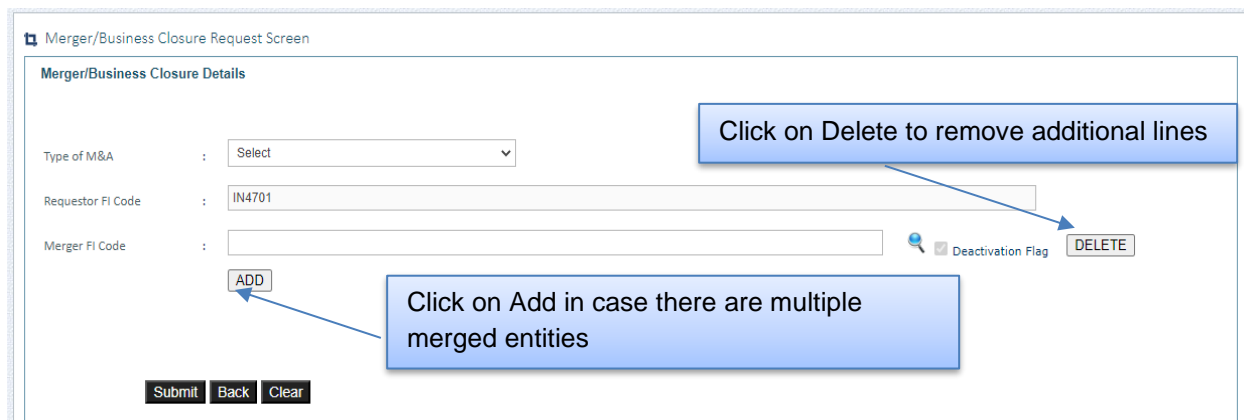 Merger/Business Closure Request Screen
Merger/Business Closure Details
Click on Delete to remove additional lines
Type of M&A : Select
Requestor FI Code : IN4701
Merger FI Code : Deactivation Flag DELETE
ADD
Click on Add in case there are multiple
merged entities
Submit Back Clear